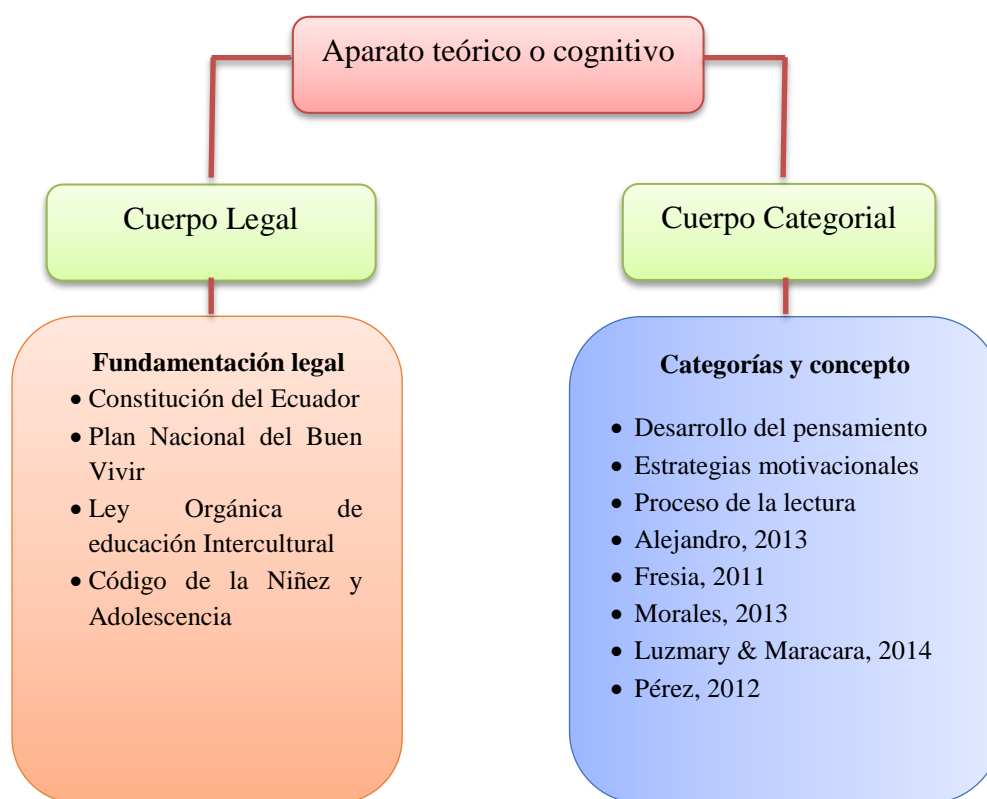 Aparato teórico o cognitivo
Cuerpo Legal
Cuerpo Categorial
Fundamentación legal
• Constitución del Ecuador
• Plan Nacional del Buen
Vivir
• Ley Orgánica de
educación Intercultural
• Código de la Niñez y
Adolescencia
Categorías y concepto
• Desarrollo del pensamiento
• Estrategias motivacionales
• Proceso de la lectura
• Alejandro, 2013
• Fresia, 2011
• Morales, 2013
• Luzmary & Maracara, 2014
• Pérez, 2012